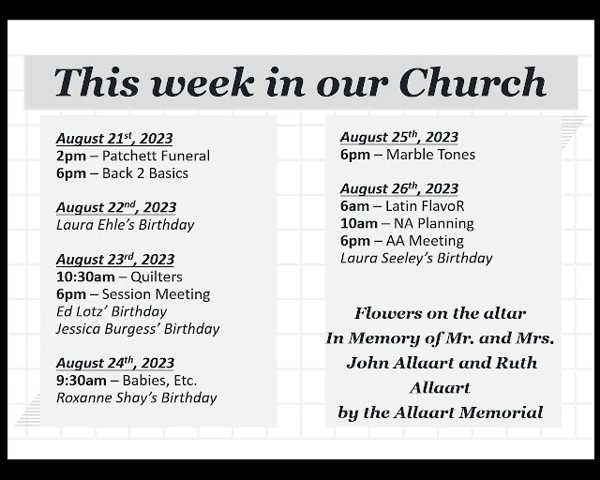 This week in our Church
August 21st, 2023
2pm – Patchett Funeral
6pm – Back 2 Basics
August 22nd, 2023
Laura Ehle's Birthday
August 23rd, 2023
10:30am – Quilters
6pm – Session Meeting
Ed Lotz' Birthday
Jessica Burgess' Birthday
August 24th, 2023
9:30am – Babies, Etc.
Roxanne Shay's Birthday
August 25th, 2023
6pm – Marble Tones
August 26th, 2023
6am – Latin FlavoR
10am – NA Planning
6pm – AA Meeting
Laura Seeley's Birthday
Flowers on the altar
In Memory of Mr. and Mrs.
John Allaart and Ruth
Allaart
by the Allaart Memorial